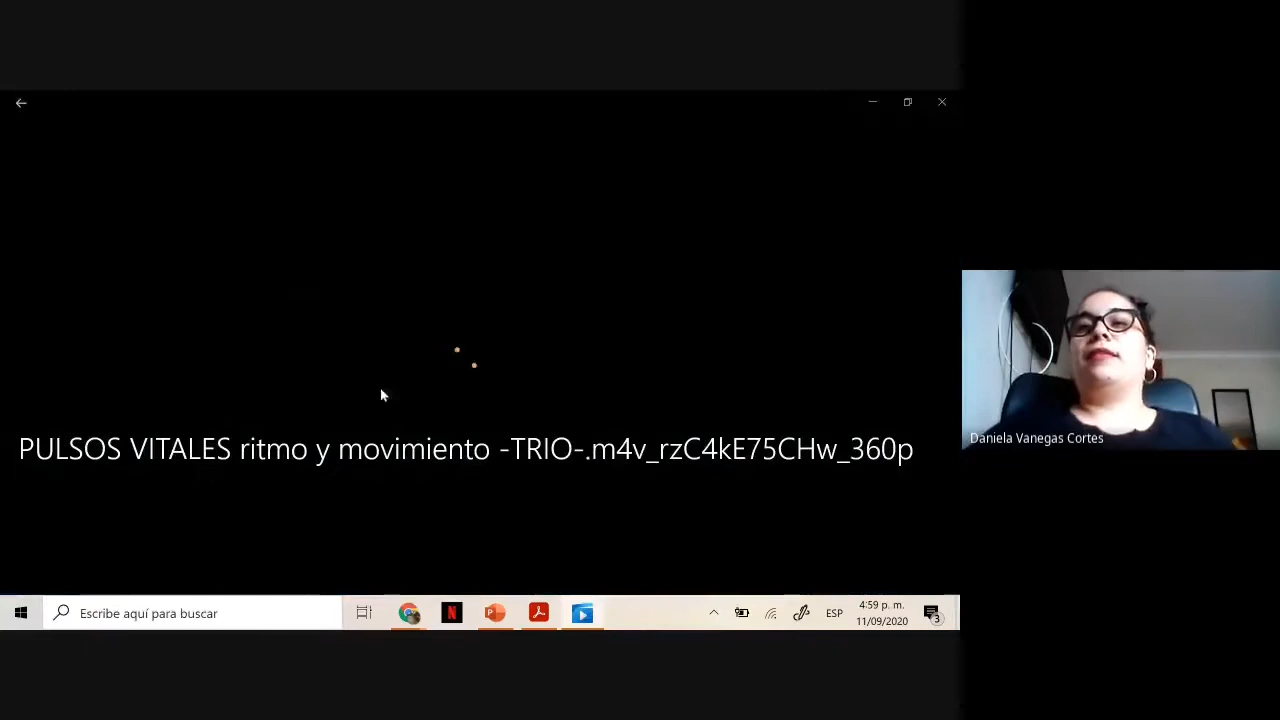 PULSOS VITALES ritmo y movimiento -TRIO-.m4v_rzC4kE75CHw_360p
Daniela Vanegas Cortes
Escribe aquí para buscar
N
P
ESP
4:59 p. m.
11/09/2020
3